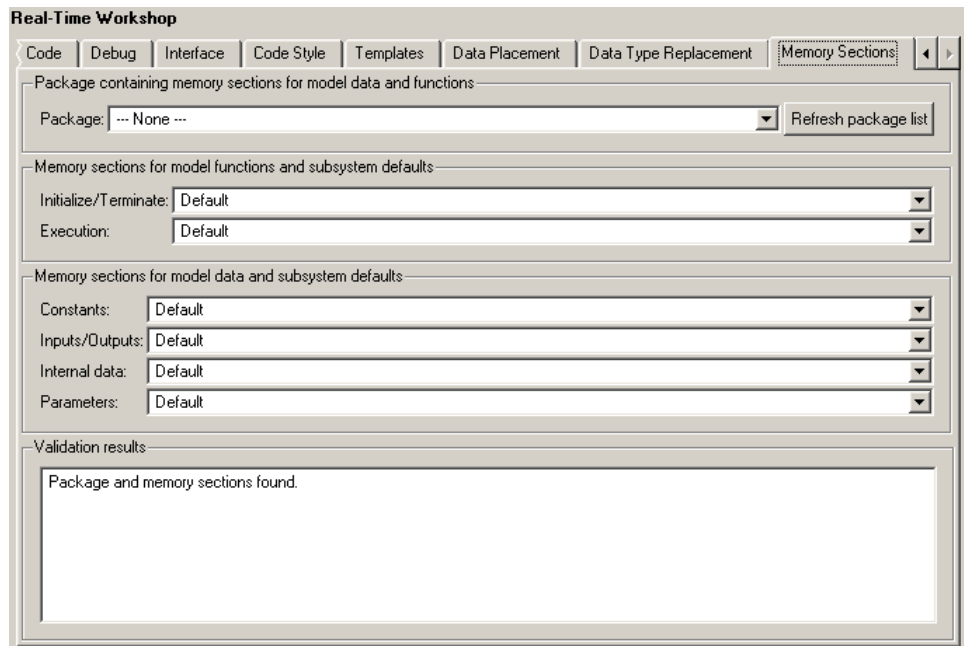 Real-Time Workshop
Code Debug Interface Code Style Templates Data Placement Data Type Replacement Memory Sections
Package containing memory sections for model data and functions
Package: --- None --- Refresh package list
Memory sections for model functions and subsystem defaults
Initialize/Terminate: Default
Execution: Default
Memory sections for model data and subsystem defaults
Constants: Default
Inputs/Outputs: Default
Internal data: Default
Parameters: Default
Validation results
Package and memory sections found.